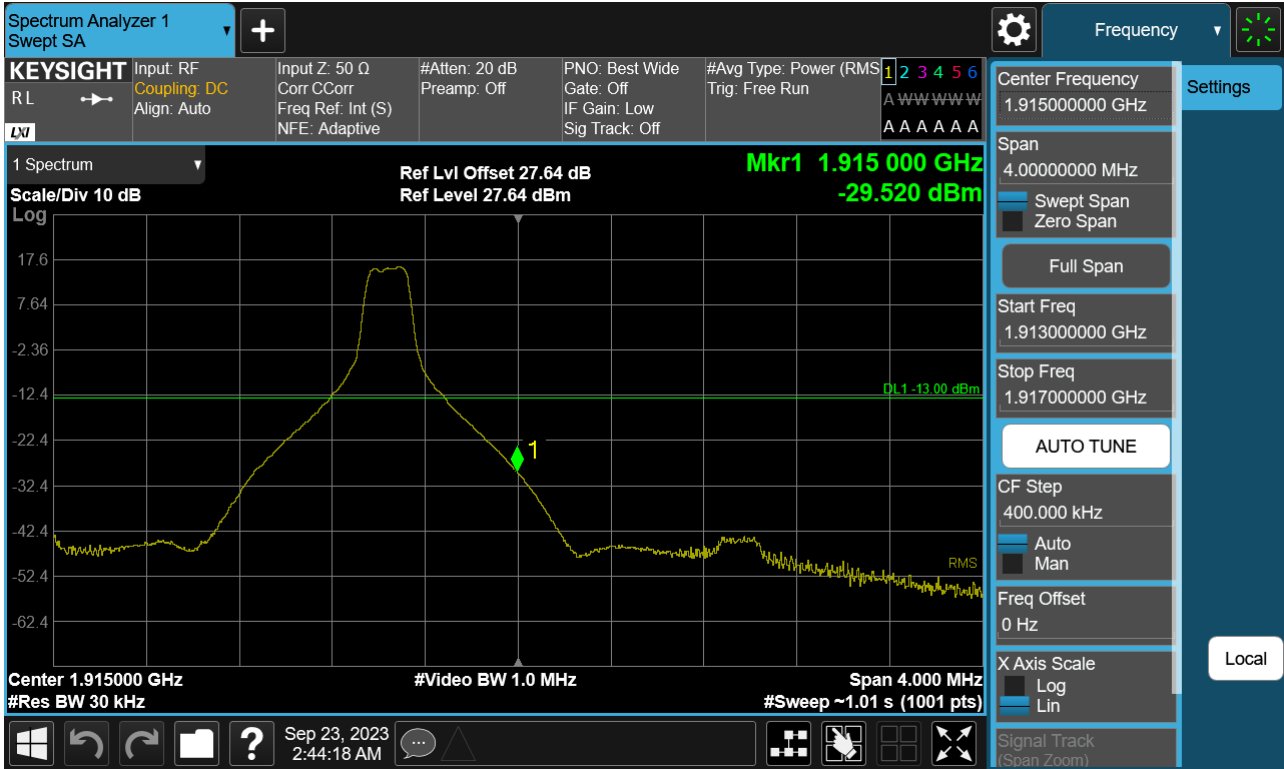 Spectrum Analyzer 1
Swept SA
Frequency
KEYSIGHT
R L
LXI
Input: RF
Coupling: DC
Align: Auto
Input Z: 50 Ω
Corr CCorr
Freq Ref: Int (S)
NFE: Adaptive
#Atten: 20 dB
Preamp: Off
PNO: Best Wide
Gate: Off
IF Gain: Low
Sig Track: Off
#Avg Type: Power (RMS
Trig: Free Run
1 2 3 4 5 6
A W W W W W
A A A A A A
1 Spectrum
Scale/Div 10 dB
Log
Ref Lvl Offset 27.64 dB
Ref Level 27.64 dBm
Mkr1 1.915 000 GHz
-29.520 dBm
17.6
7.64
-2.36
-12.4
DL1 -13.00 dBm
-22.4
1
-32.4
-42.4
-52.4
RMS
-62.4
Center 1.915000 GHz
#Video BW 1.0 MHz
Span 4.000 MHz
#Res BW 30 kHz
#Sweep ~1.01 s (1001 pts)
Sep 23, 2023
2:44:18 AM
Center Frequency
1.915000000 GHz
Span
4.00000000 MHz
Swept Span
Zero Span
Full Span
Start Freq
1.913000000 GHz
Stop Freq
1.917000000 GHz
AUTO TUNE
CF Step
400.000 kHz
Auto
Man
Freq Offset
0 Hz
X Axis Scale
Log
Lin
Signal Track
(Span Zoom)
Settings
Local